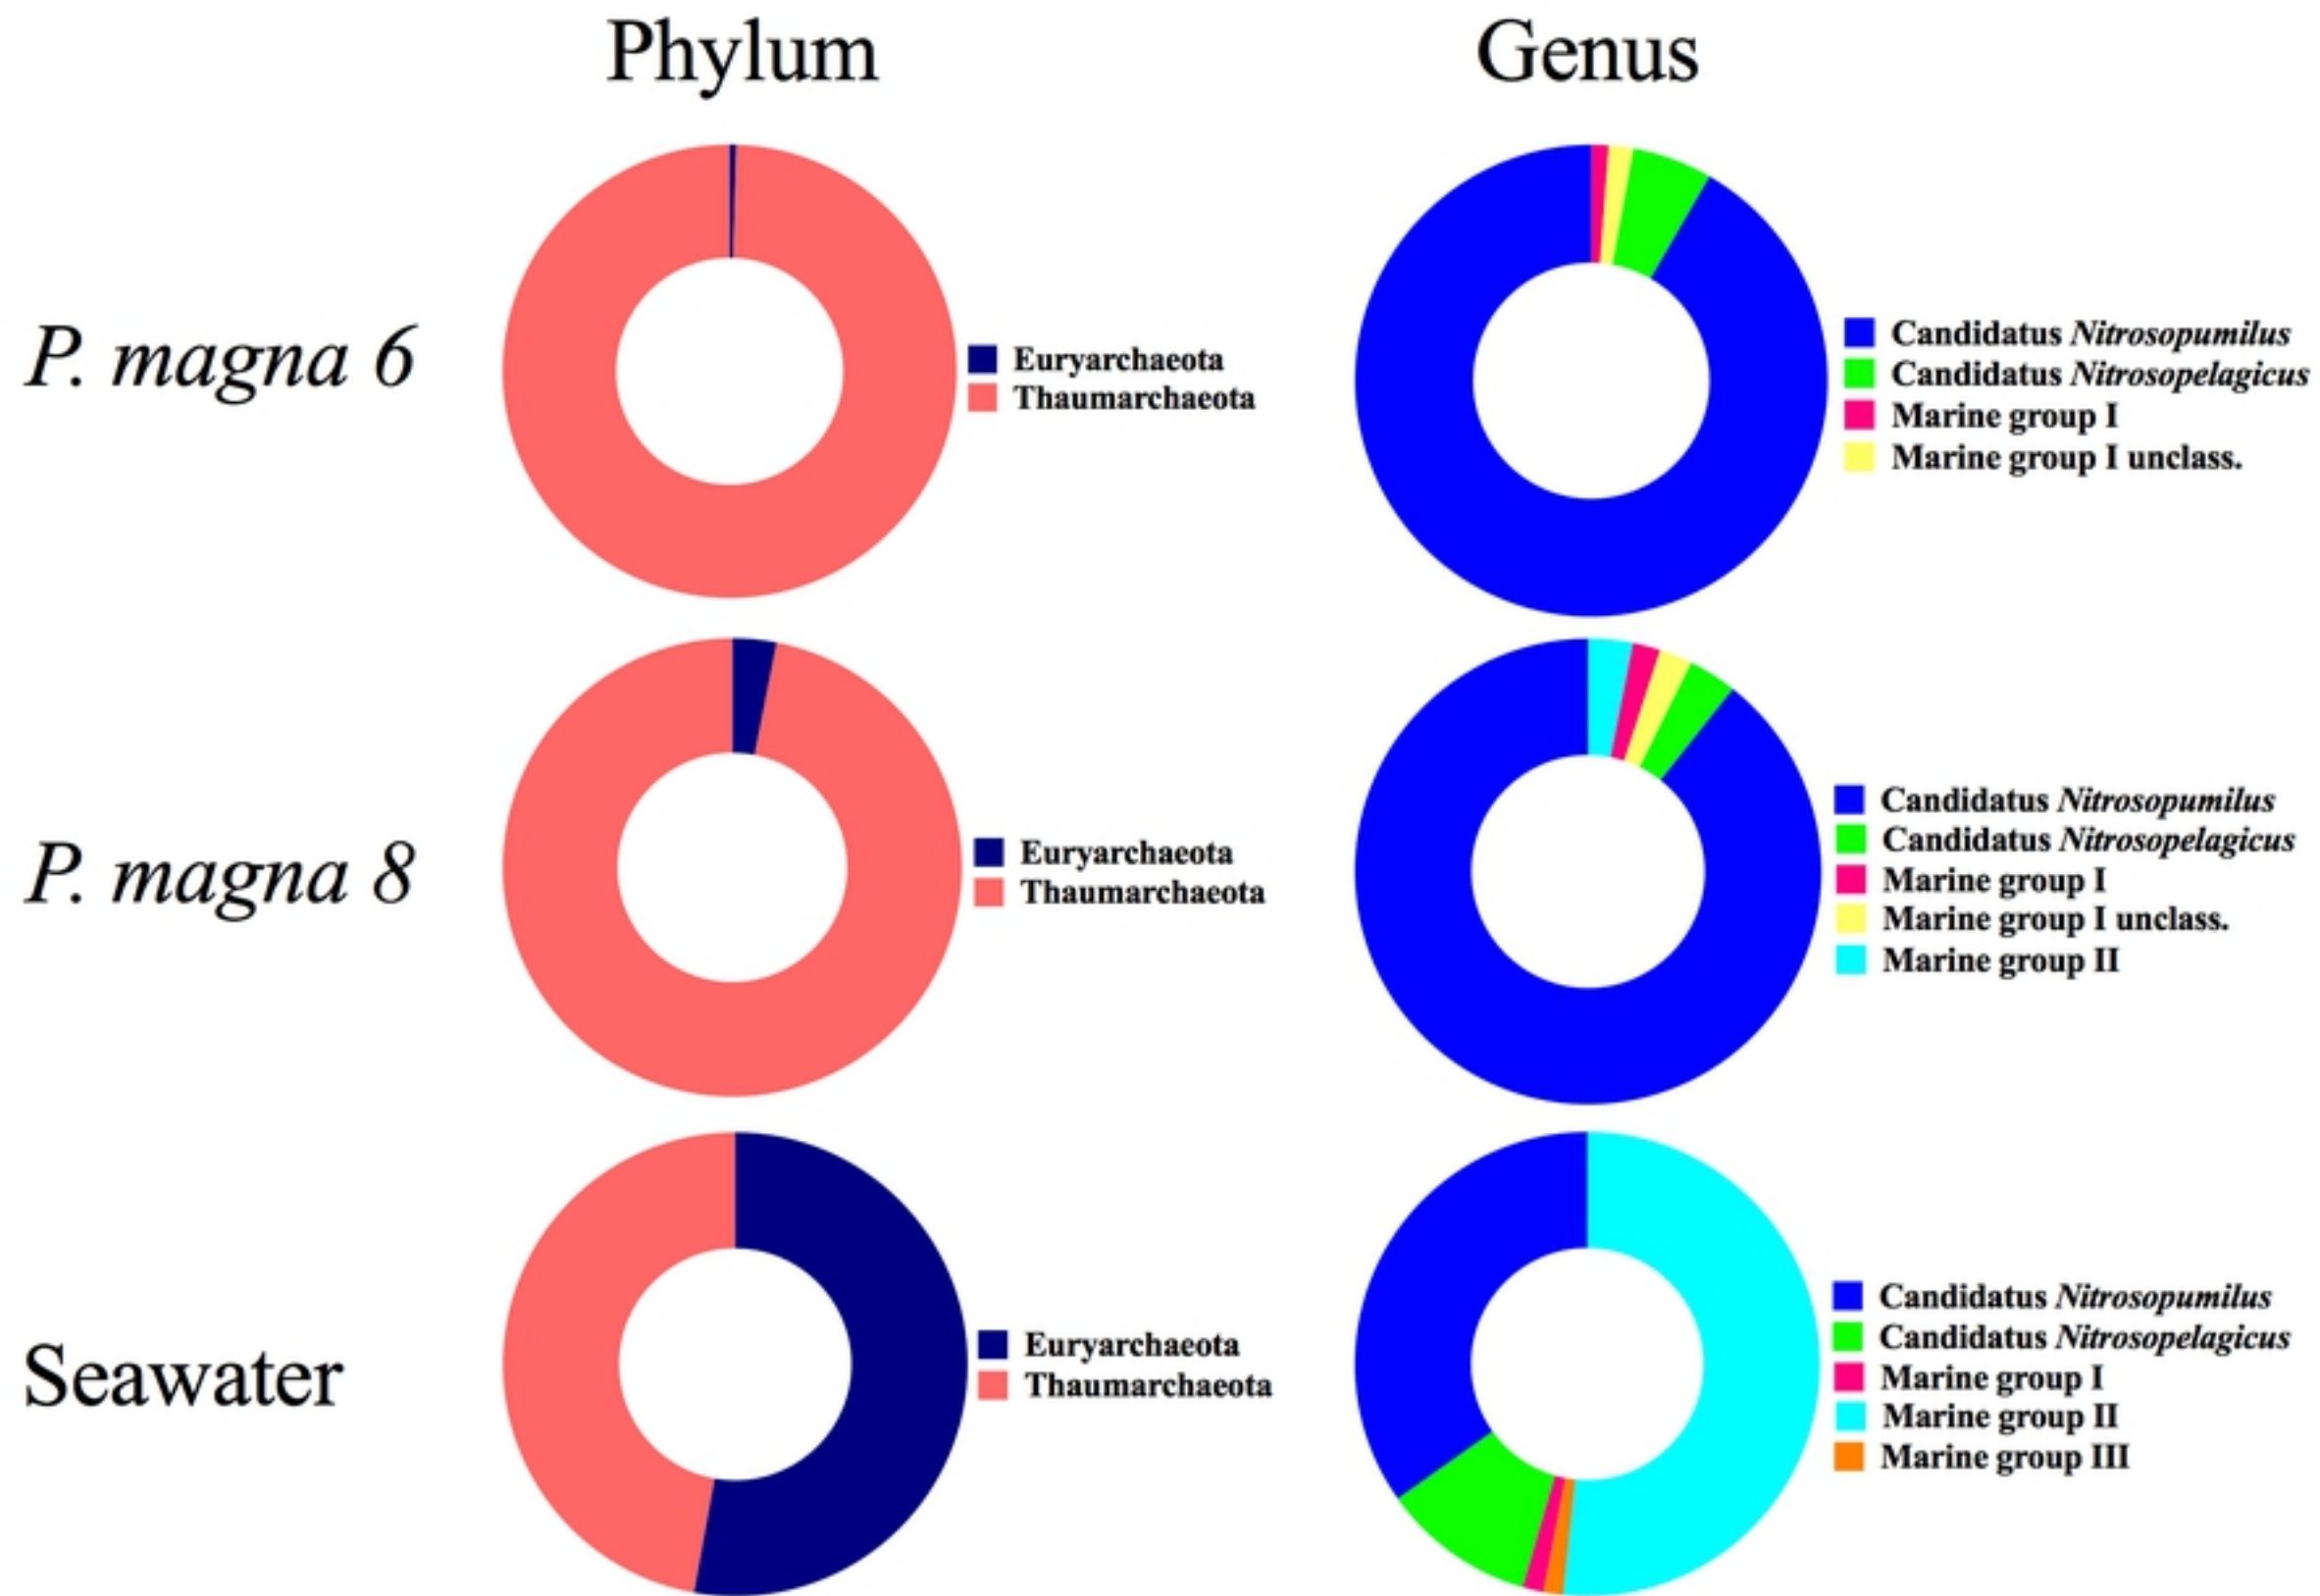 Phylum
Genus
P. magna 6
Euryarchaeota
Thaumarchaeota
Candidatus Nitrosopumilus
Candidatus Nitrosopelagicus
Marine group I
Marine group I unclass.
P. magna 8
Euryarchaeota
Thaumarchaeota
Candidatus Nitrosopumilus
Candidatus Nitrosopelagicus
Marine group I
Marine group I unclass.
Marine group II
Seawater
Euryarchaeota
Thaumarchaeota
Candidatus Nitrosopumilus
Candidatus Nitrosopelagicus
Marine group I
Marine group II
Marine group III